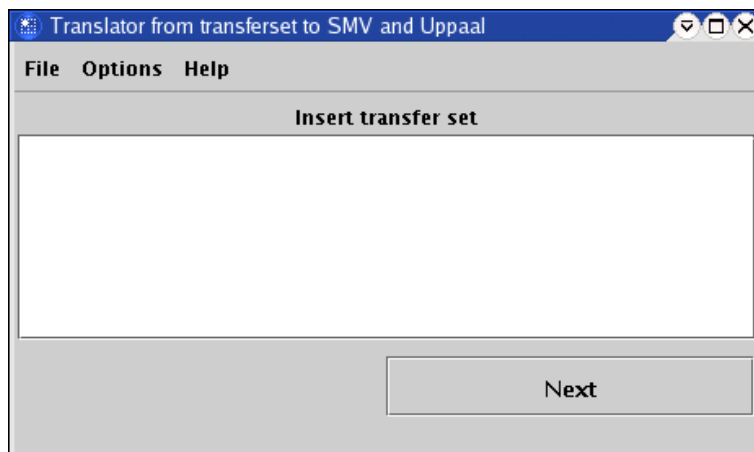 Translator from transferset to SMV and Uppaal
File Options Help
Insert transfer set
Next